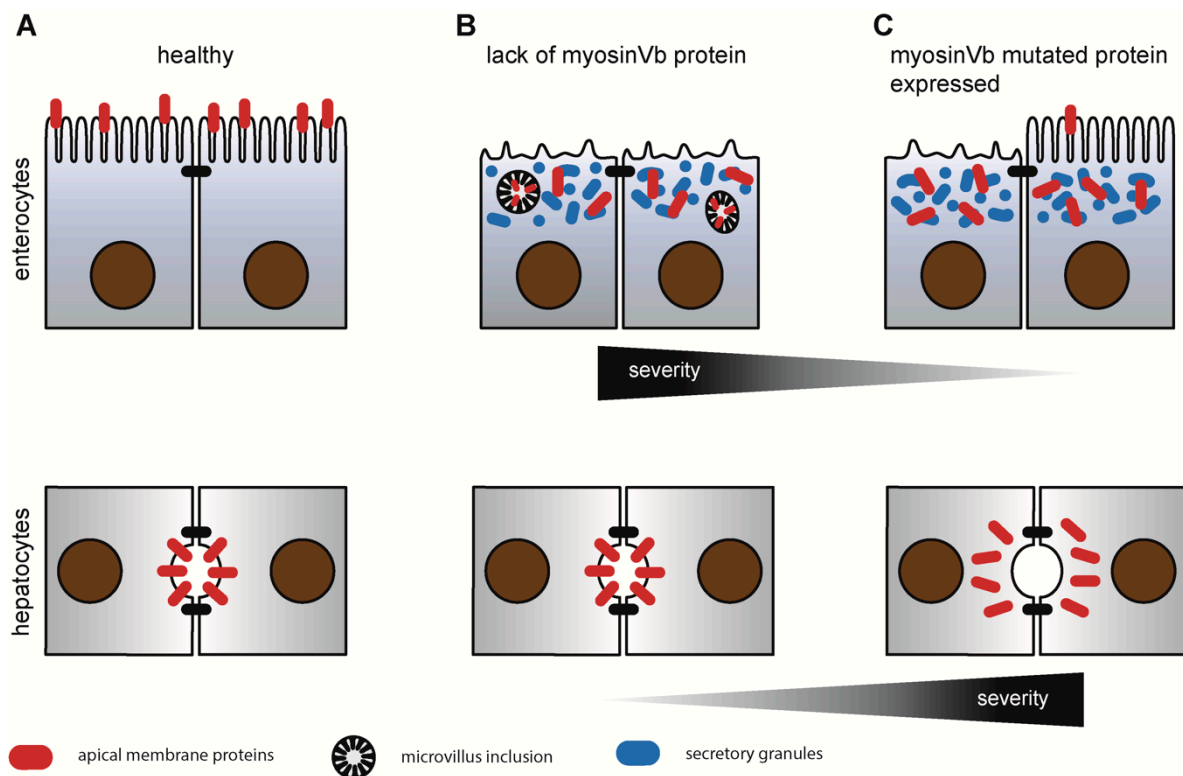 A
healthy
B
lack of myosinVb protein
C
myosinVb mutated protein
expressed
enterocytes
severity
hepatocytes
severity
apical membrane proteins
microvillus inclusion
secretory granules